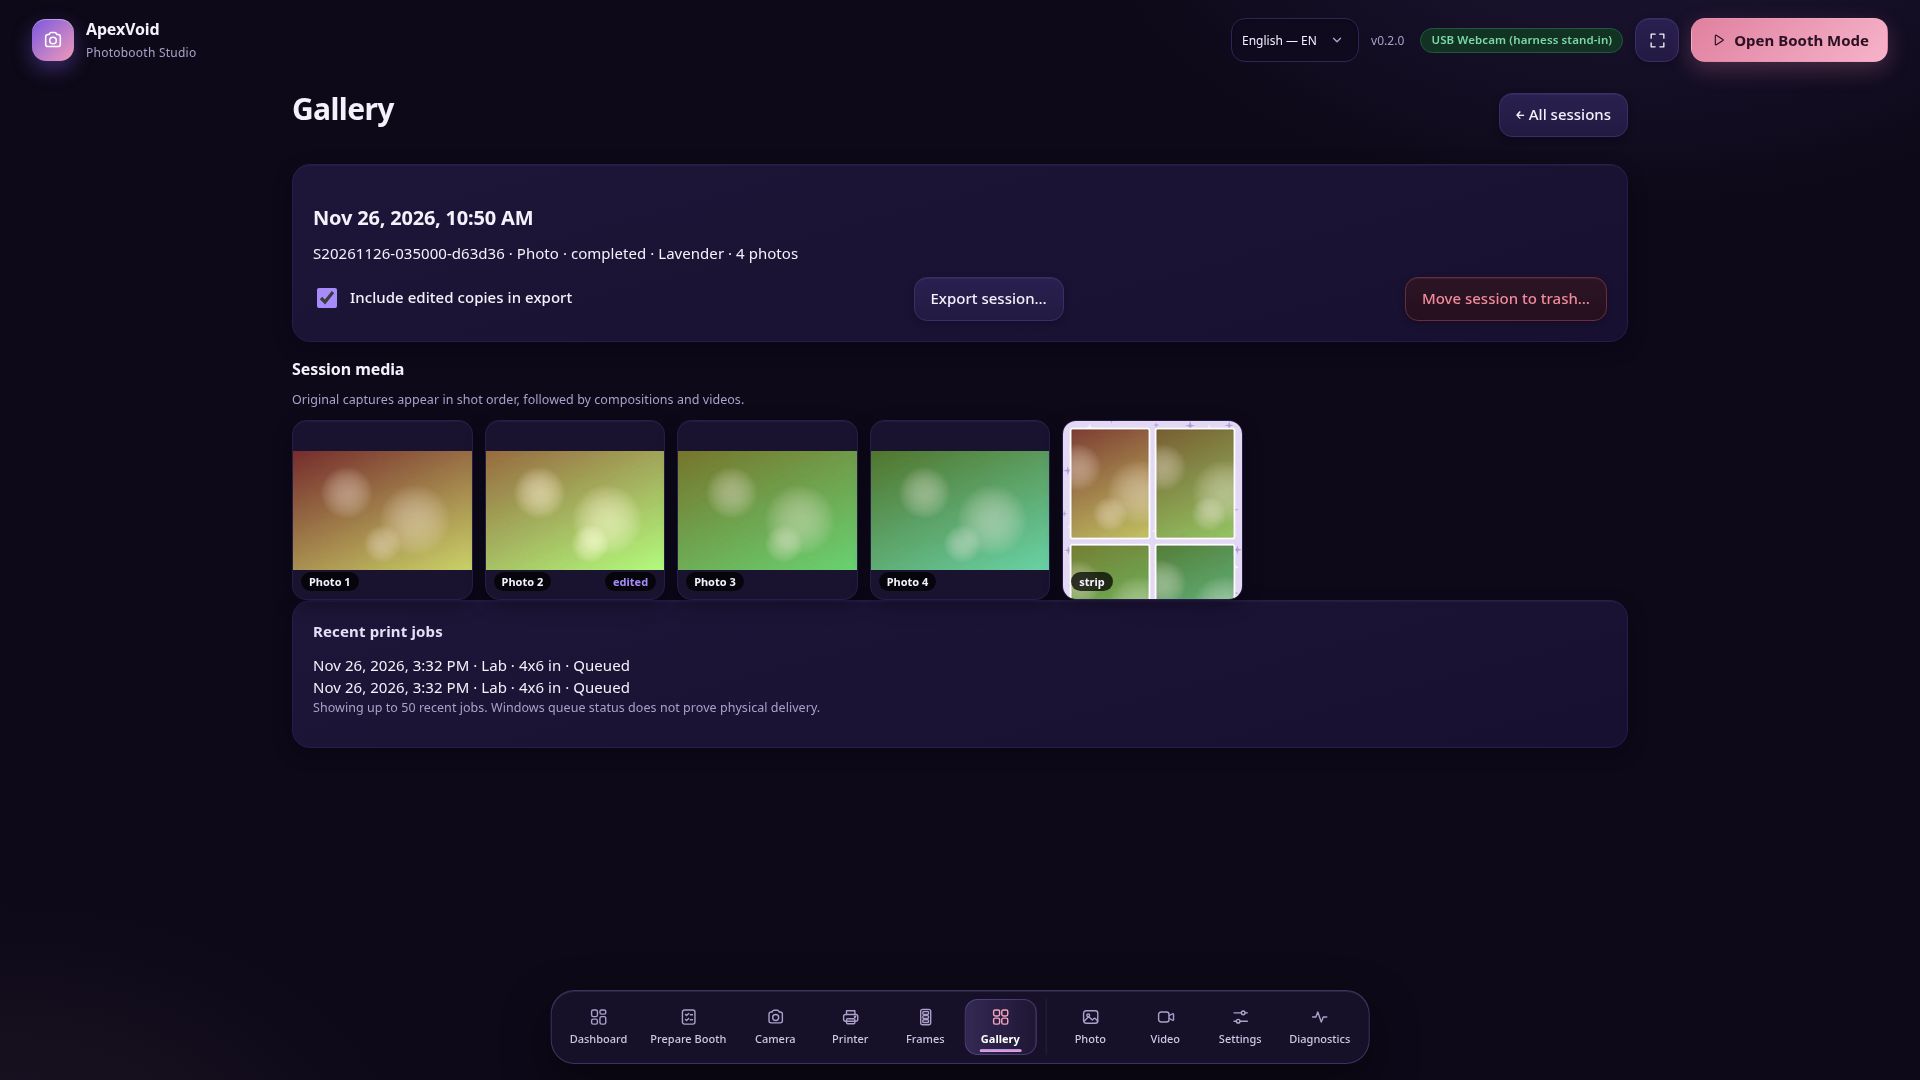 ApexVoid
Photobooth Studio
English — EN
v0.2.0
USB Webcam (harness stand-in)
Open Booth Mode
Gallery
← All sessions
Nov 26, 2026, 10:50 AM
S20261126-035000-d63d36 · Photo · completed · Lavender · 4 photos
Include edited copies in export
Export session...
Move session to trash...
Session media
Original captures appear in shot order, followed by compositions and videos.
Photo 1
Photo 2
edited
Photo 3
Photo 4
strip
Recent print jobs
Nov 26, 2026, 3:32 PM · Lab · 4x6 in · Queued
Nov 26, 2026, 3:32 PM · Lab · 4x6 in · Queued
Showing up to 50 recent jobs. Windows queue status does not prove physical delivery.
Dashboard
Prepare Booth
Camera
Printer
Frames
Gallery
Photo
Video
Settings
Diagnostics